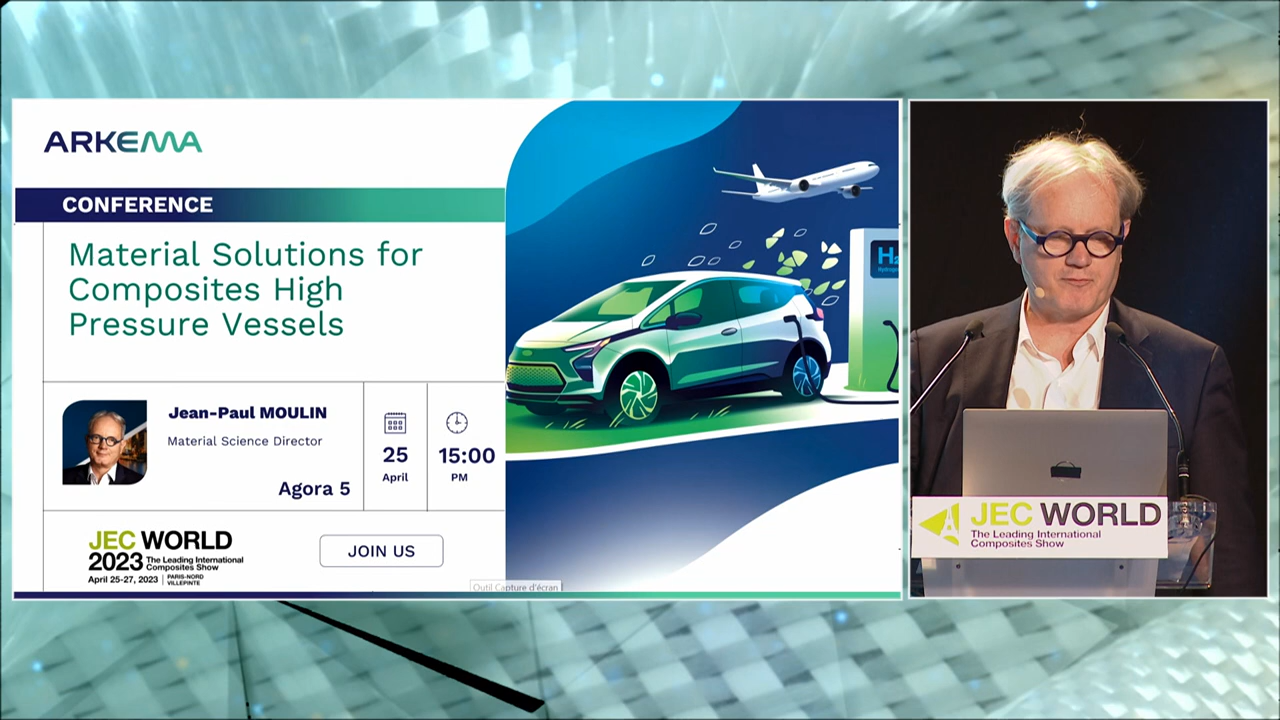 ARKEMA
CONFERENCE
Material Solutions for
Composites High
Pressure Vessels
Jean-Paul MOULIN
Material Science Director
Agora 5
25
April
15:00
PM
JEC WORLD
2023 The Leading International
Composites Show
April 25-27, 2023 | PARIS-NORD
VILLEPINTE
JOIN US
Outil Capture d'écran
H₂
Hydrogen
JEC WORLD
The Leading International
Composites Show